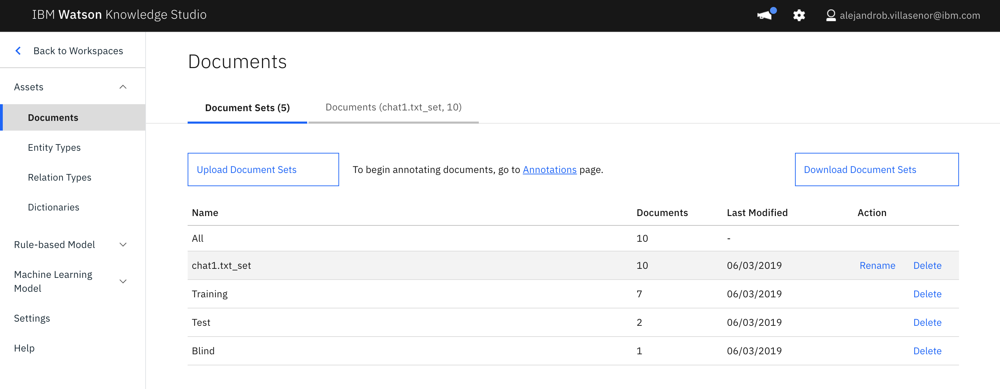 IBM Watson Knowledge Studio
alejandrob.villasenor@ibm.com
Back to Workspaces
Assets
Documents
Entity Types
Relation Types
Dictionaries
Rule-based Model
Machine Learning
Model
Settings
Help
Documents
Document Sets (5) Documents (chat1.txt_set, 10)
Upload Document Sets To begin annotating documents, go to Annotations page. Download Document Sets
Name Documents Last Modified Action
All 10 -
chat1.txt_set 10 06/03/2019 Rename Delete
Training 7 06/03/2019 Delete
Test 2 06/03/2019 Delete
Blind 1 06/03/2019 Delete